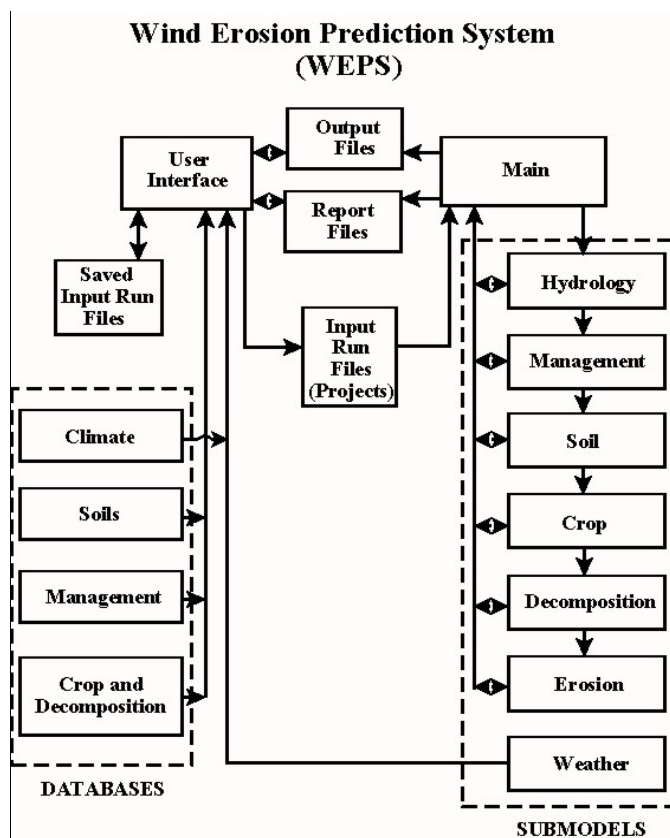 Wind Erosion Prediction System
(WEPS)
User
Interface
Output
Files
Main
Report
Files
Saved
Input Run
Files
Input
Run
Files
(Projects)
Hydrology
Management
Soil
Crop
Decomposition
Erosion
Weather
SUBMODELS
Climate
Soils
Management
Crop and
Decomposition
DATABASES